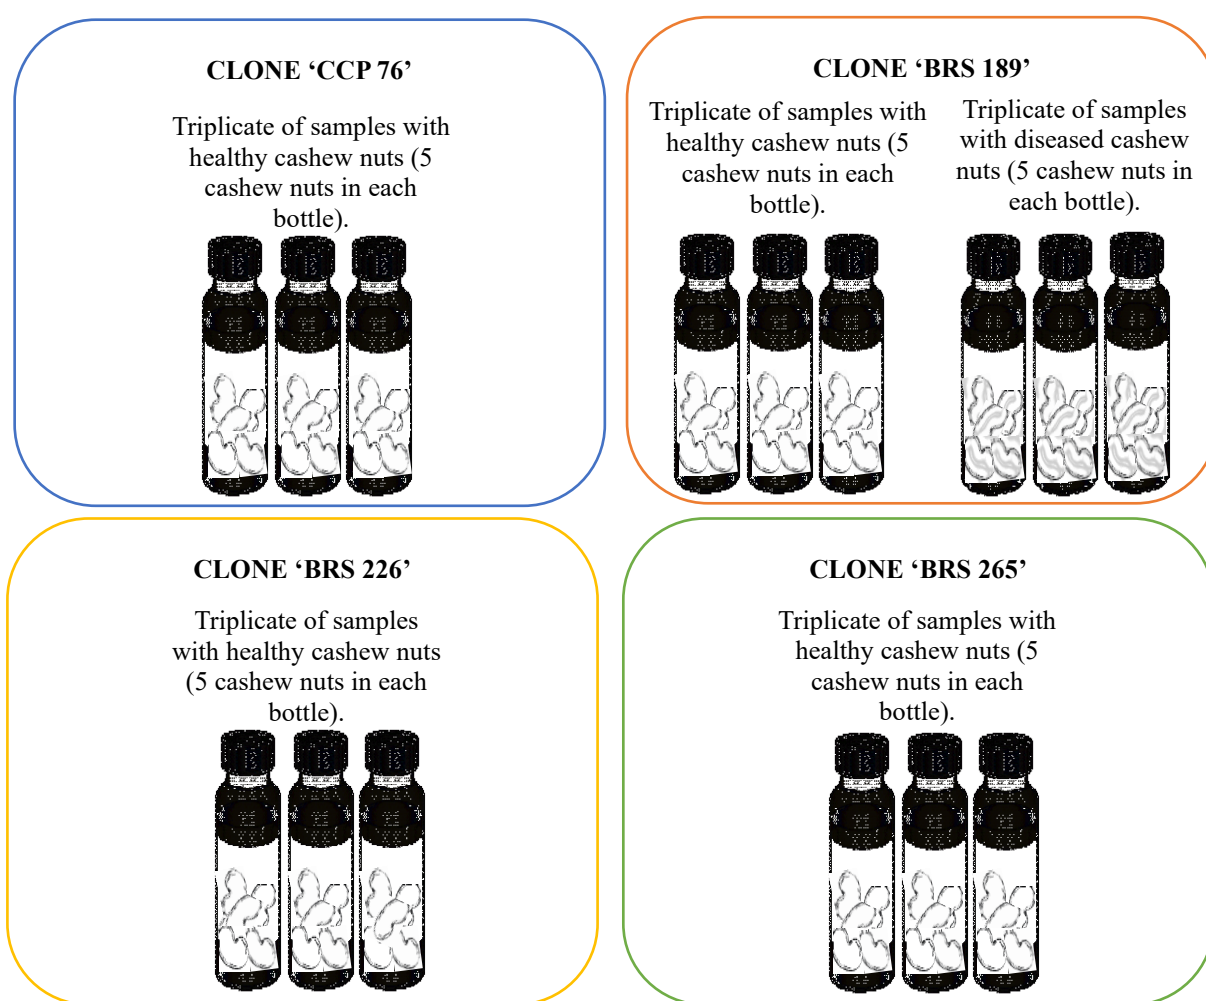 CLONE ‘CCP 76’
Triplicate of samples with
healthy cashew nuts (5
cashew nuts in each
bottle).
CLONE ‘BRS 189’
Triplicate of samples with
healthy cashew nuts (5
cashew nuts in each
bottle).
Triplicate of samples
with diseased cashew
nuts (5 cashew nuts in
each bottle).
CLONE ‘BRS 226’
Triplicate of samples
with healthy cashew nuts
(5 cashew nuts in each
bottle).
CLONE ‘BRS 265’
Triplicate of samples with
healthy cashew nuts (5
cashew nuts in each
bottle).